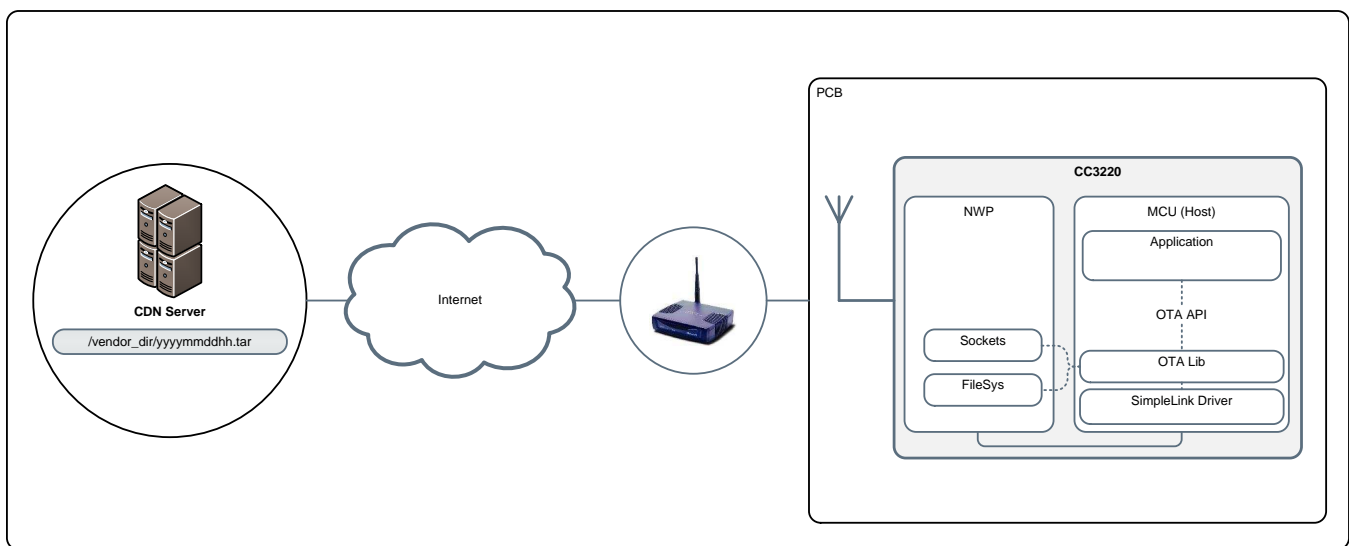 PCB
CC3220
NWP
MCU (Host)
Application
CDN Server
Internet
/vendor_dir/yyyymmddhh.tar
OTA API
Sockets
OTA Lib
FileSys
SimpleLink Driver